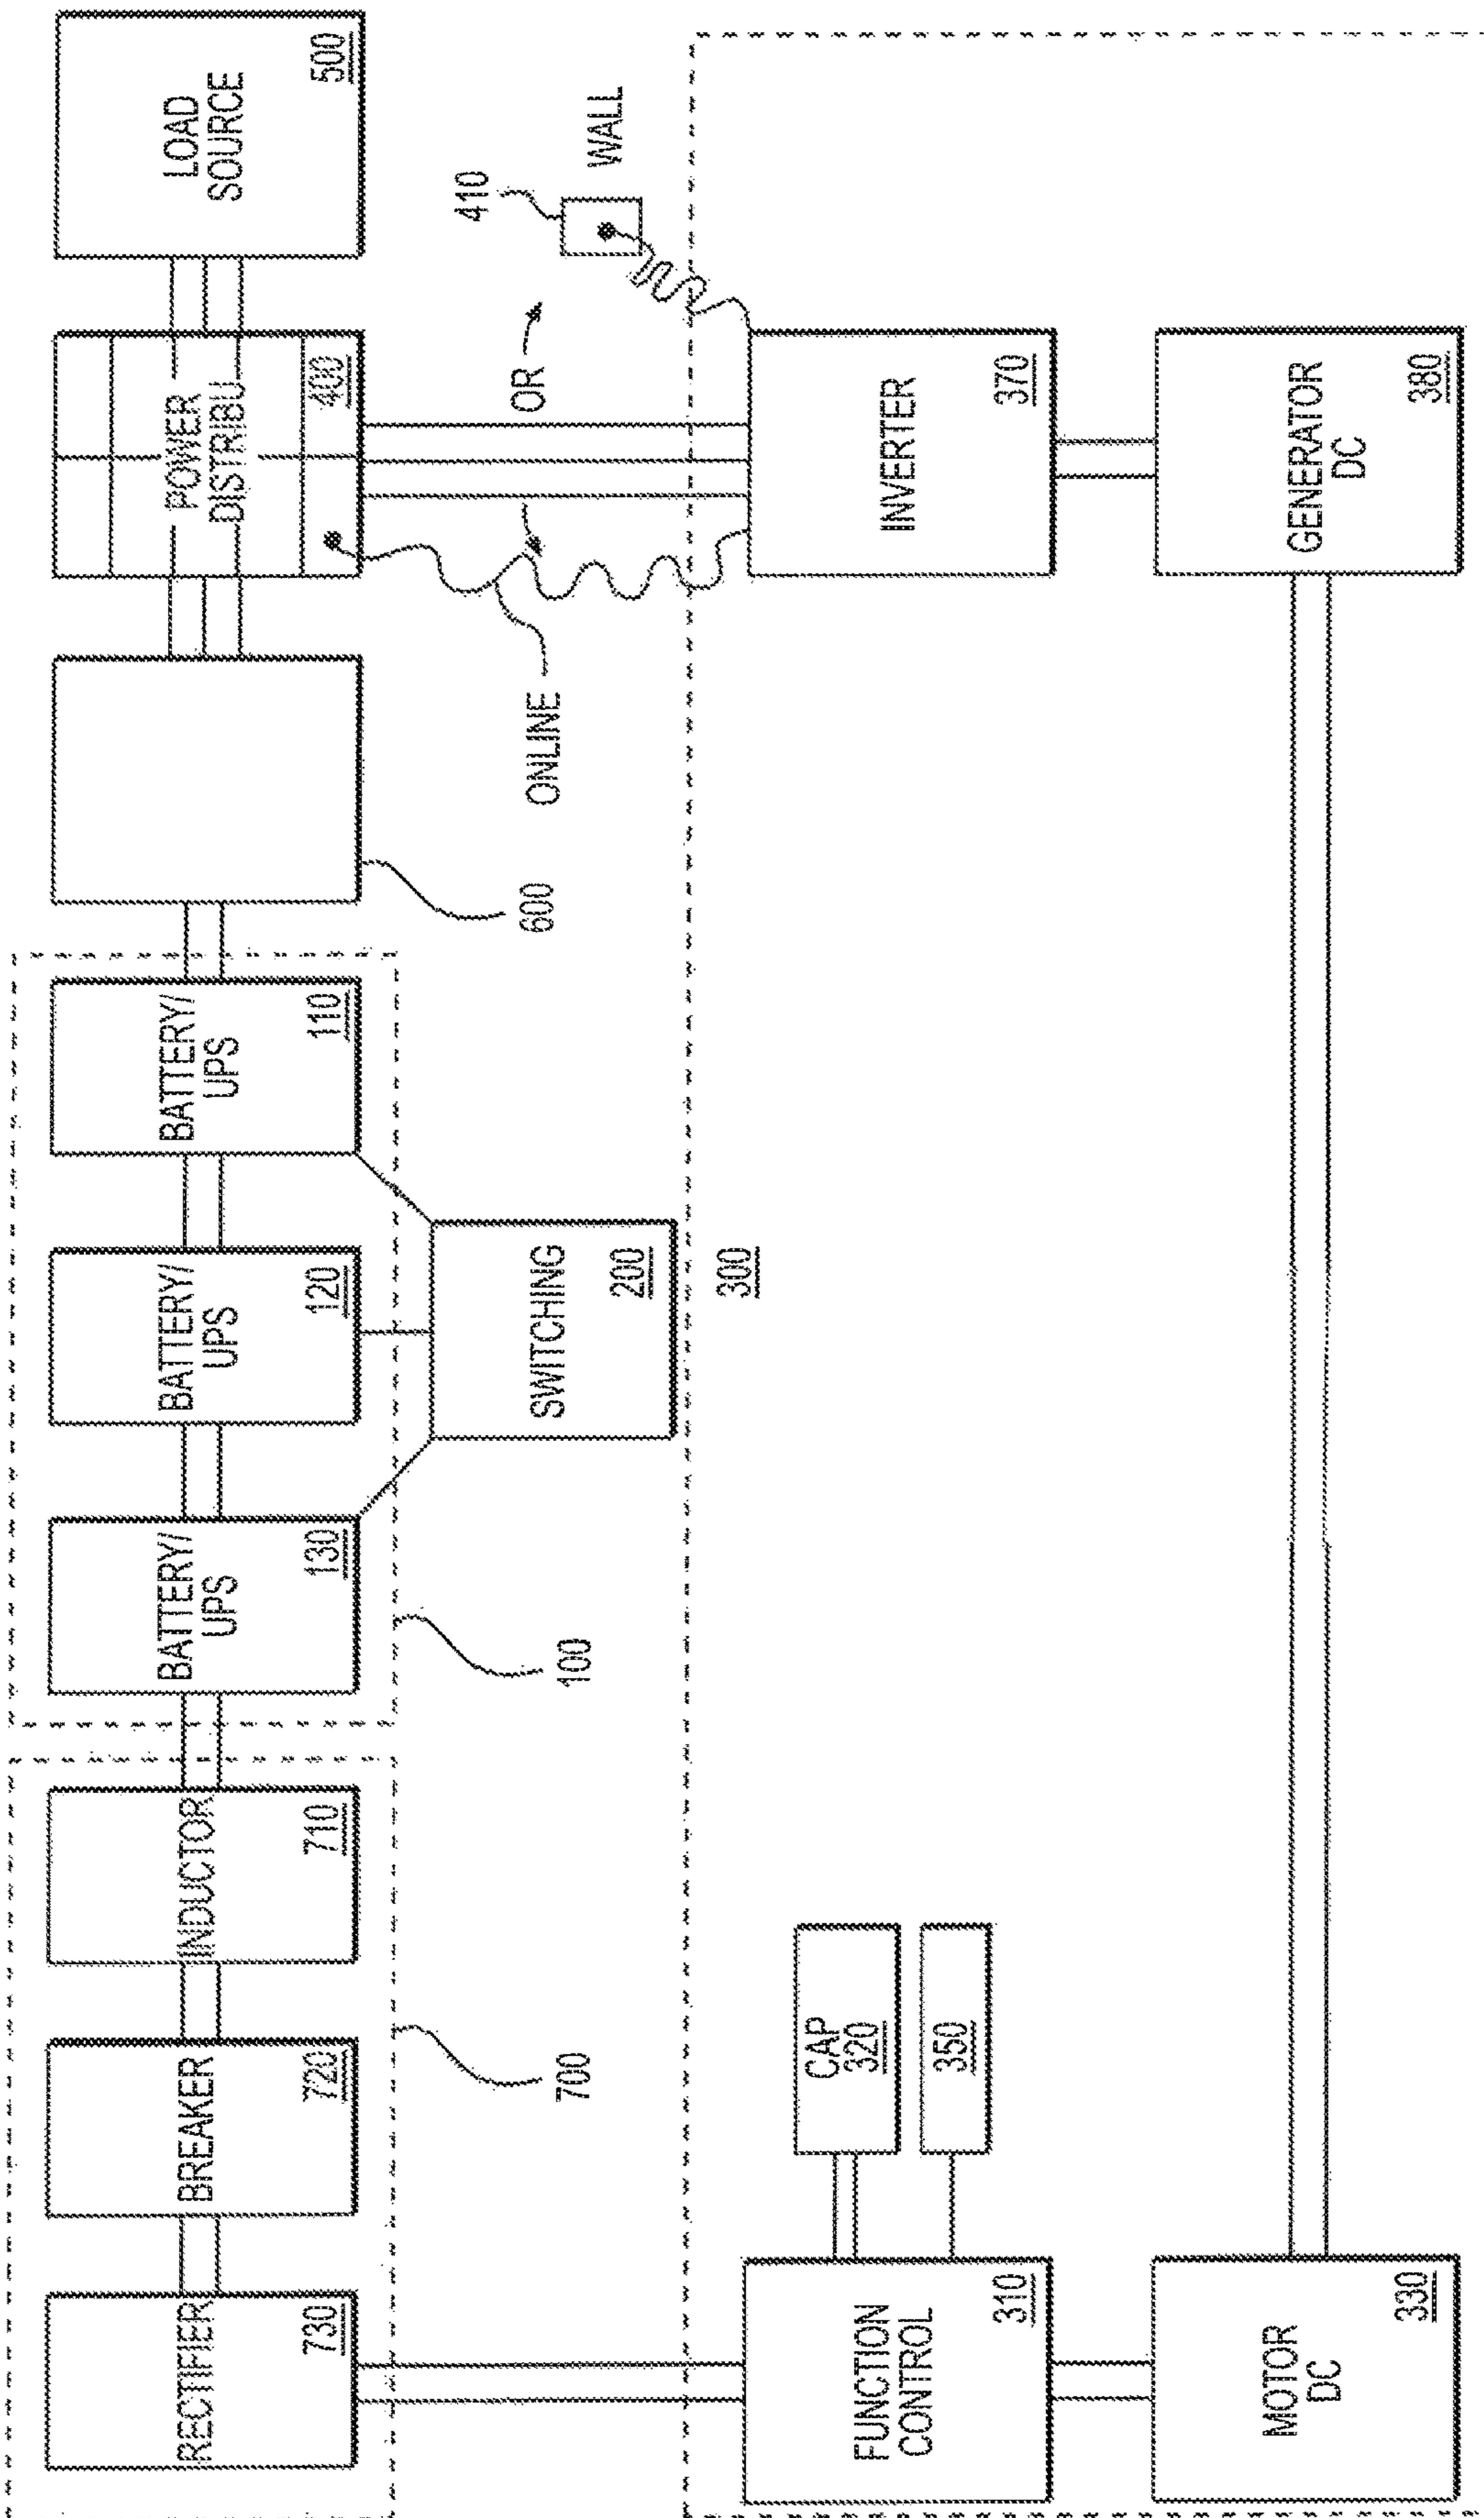 RECTIFIER
730
BREAKER
720
INDUCTOR
710
BATTERY/
UPS
130
BATTERY/
UPS
120
BATTERY/
UPS
110
POWER
DISTRIBU
400
LOAD
SOURCE
500
700
100
SWITCHING
200
600
ONLINE
OR
410
WALL
300
FUNCTION
CONTROL
310
CAP
320
350
INVERTER
370
MOTOR
DC
330
GENERATOR
DC
380